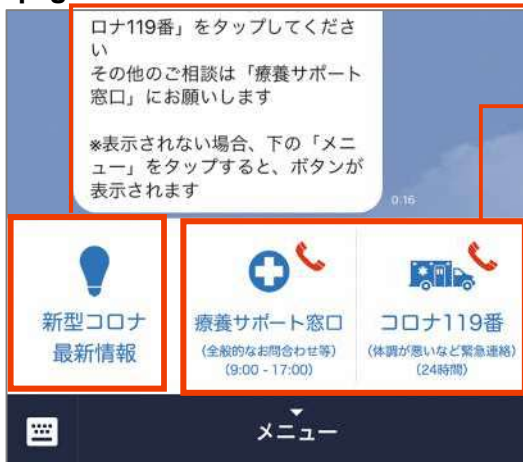 ロナ119番」をタップしてくださ
い
その他のご相談は「療養サポート
窓口」にお願いします
※表示されない場合、下の「メニ
ュー」をタップすると、ボタンが
表示されます
0:16
新型コロナ
最新情報
療養サポート窓口
(全般的なお問合わせ等)
(9:00 - 17:00)
コロナ119番
(体調が悪いなど緊急連絡)
(24時間)
メニュー